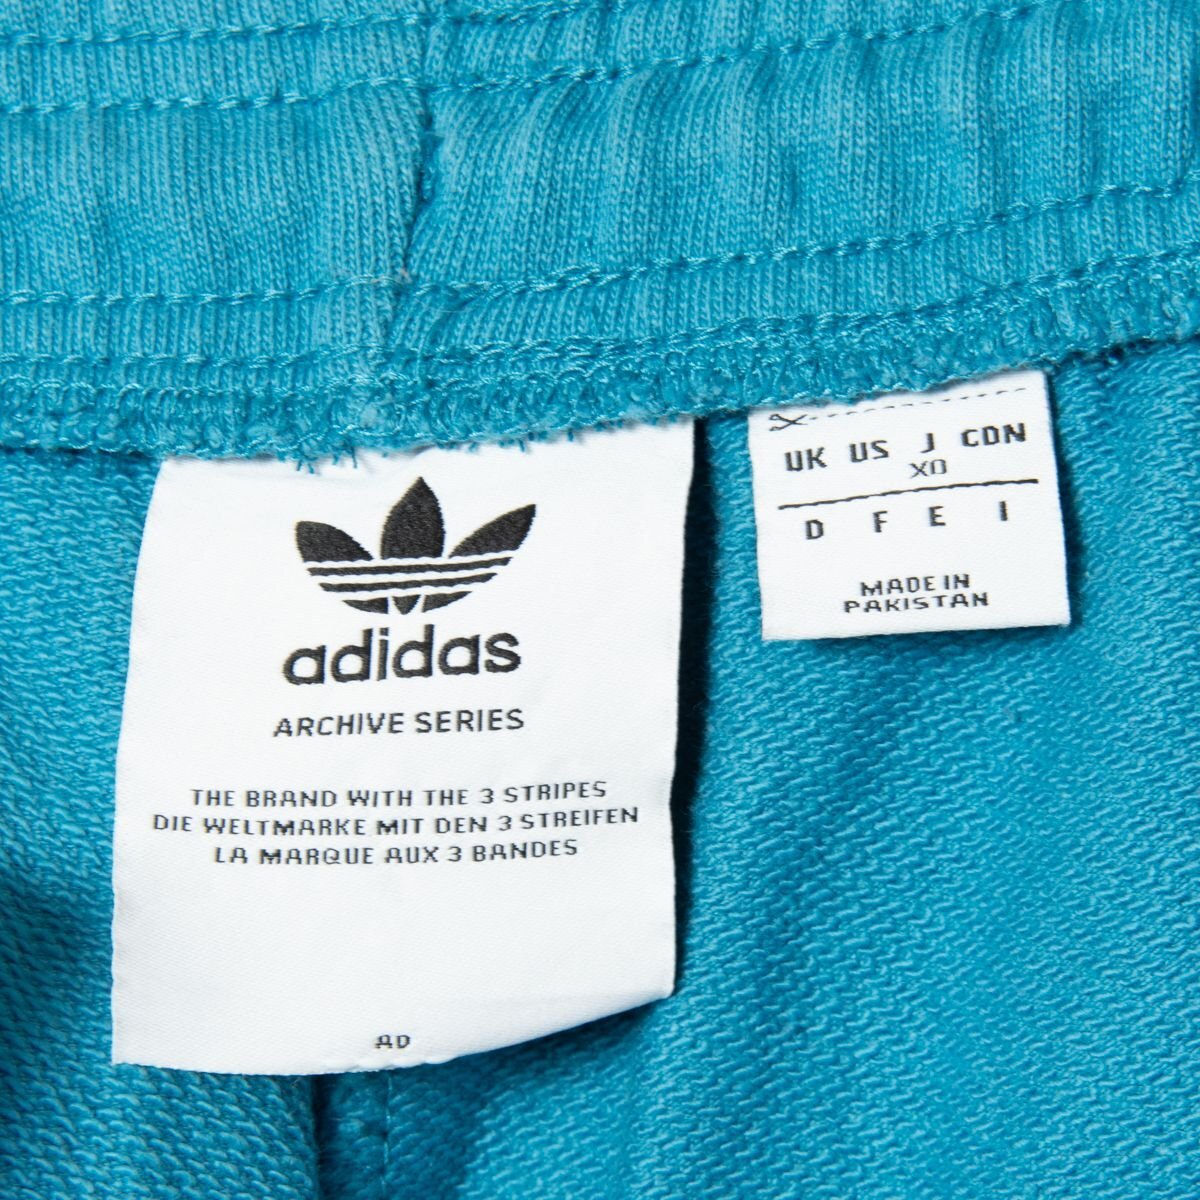 adidas
ARCHIVE SERIES
THE BRAND WITH THE 3 STRIPES
DIE WELTMARKE MIT DEN 3 STREIFEN
LA MARQUE AUX 3 BANDES
AD
UK US J CDN
XO
D F E I
MADE IN
PAKISTAN